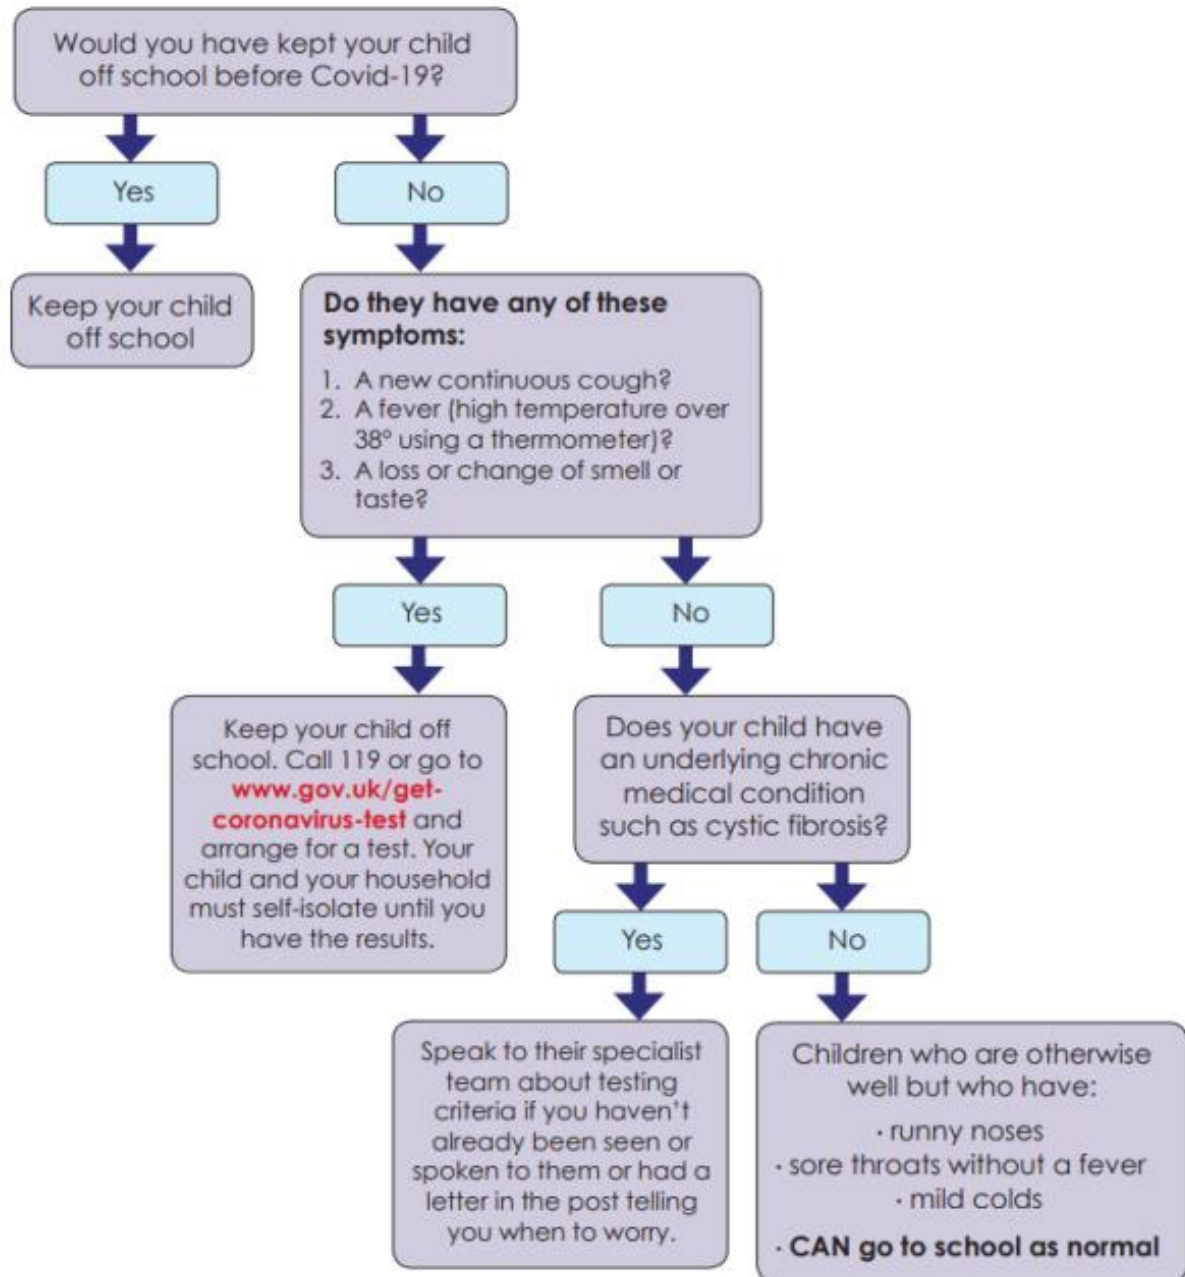 Would you have kept your child
off school before Covid-19?
Yes
No
Keep your child
off school
Do they have any of these
symptoms:
1. A new continuous cough?
2. A fever (high temperature over
38° using a thermometer)?
3. A loss or change of smell or
taste?
Yes
No
Keep your child off
school. Call 119 or go to
www.gov.uk/get-
coronavirus-test and
arrange for a test. Your
child and your household
must self-isolate until you
have the results.
Does your child have
an underlying chronic
medical condition
such as cystic fibrosis?
Yes
No
Speak to their specialist
team about testing
criteria if you haven't
already been seen or
spoken to them or had a
letter in the post telling
you when to worry.
Children who are otherwise
well but who have:
· runny noses
· sore throats without a fever
· mild colds
· CAN go to school as normal